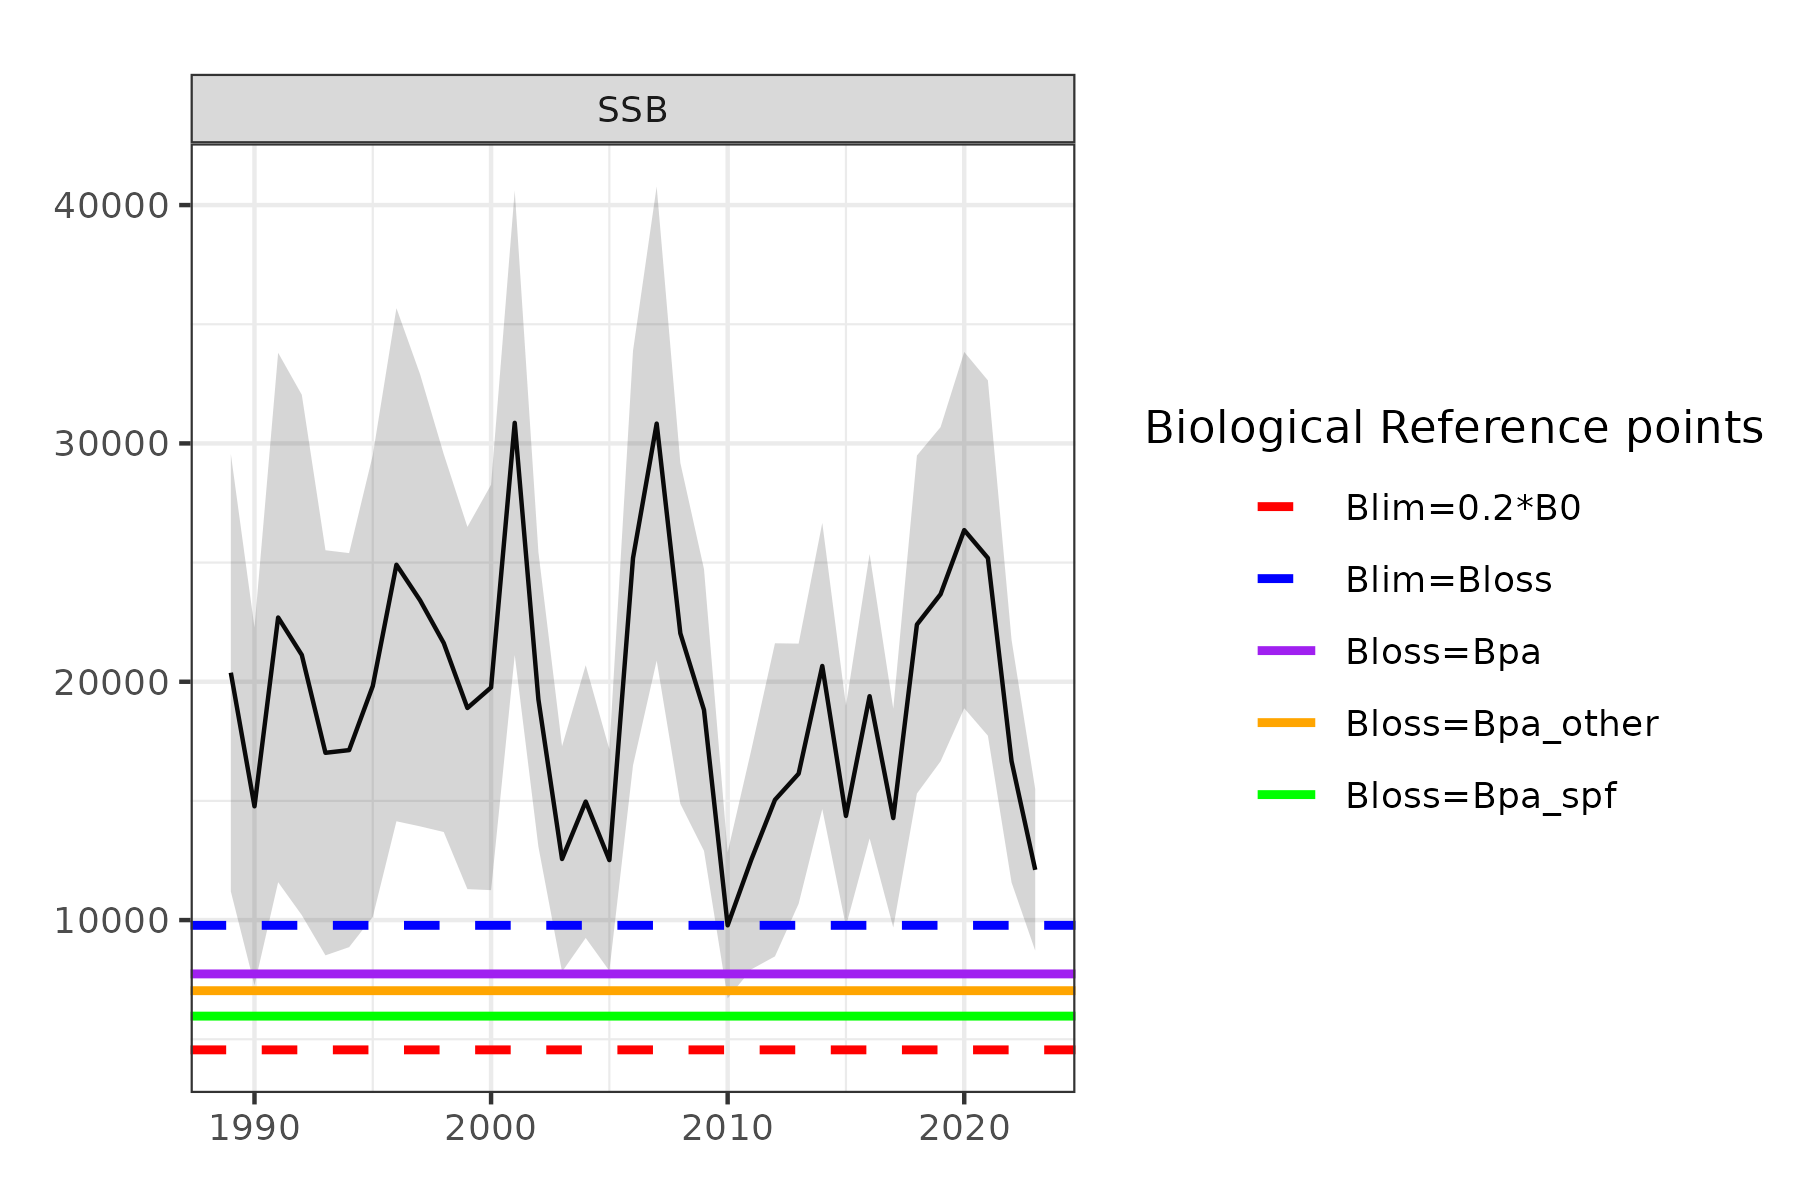 SSB
40000
30000
20000
10000
1990 2000 2010 2020
Biological Reference points
Blim=0.2*B0
Blim=Bloss
Bloss=Bpa
Bloss=Bpa_other
Bloss=Bpa_spf